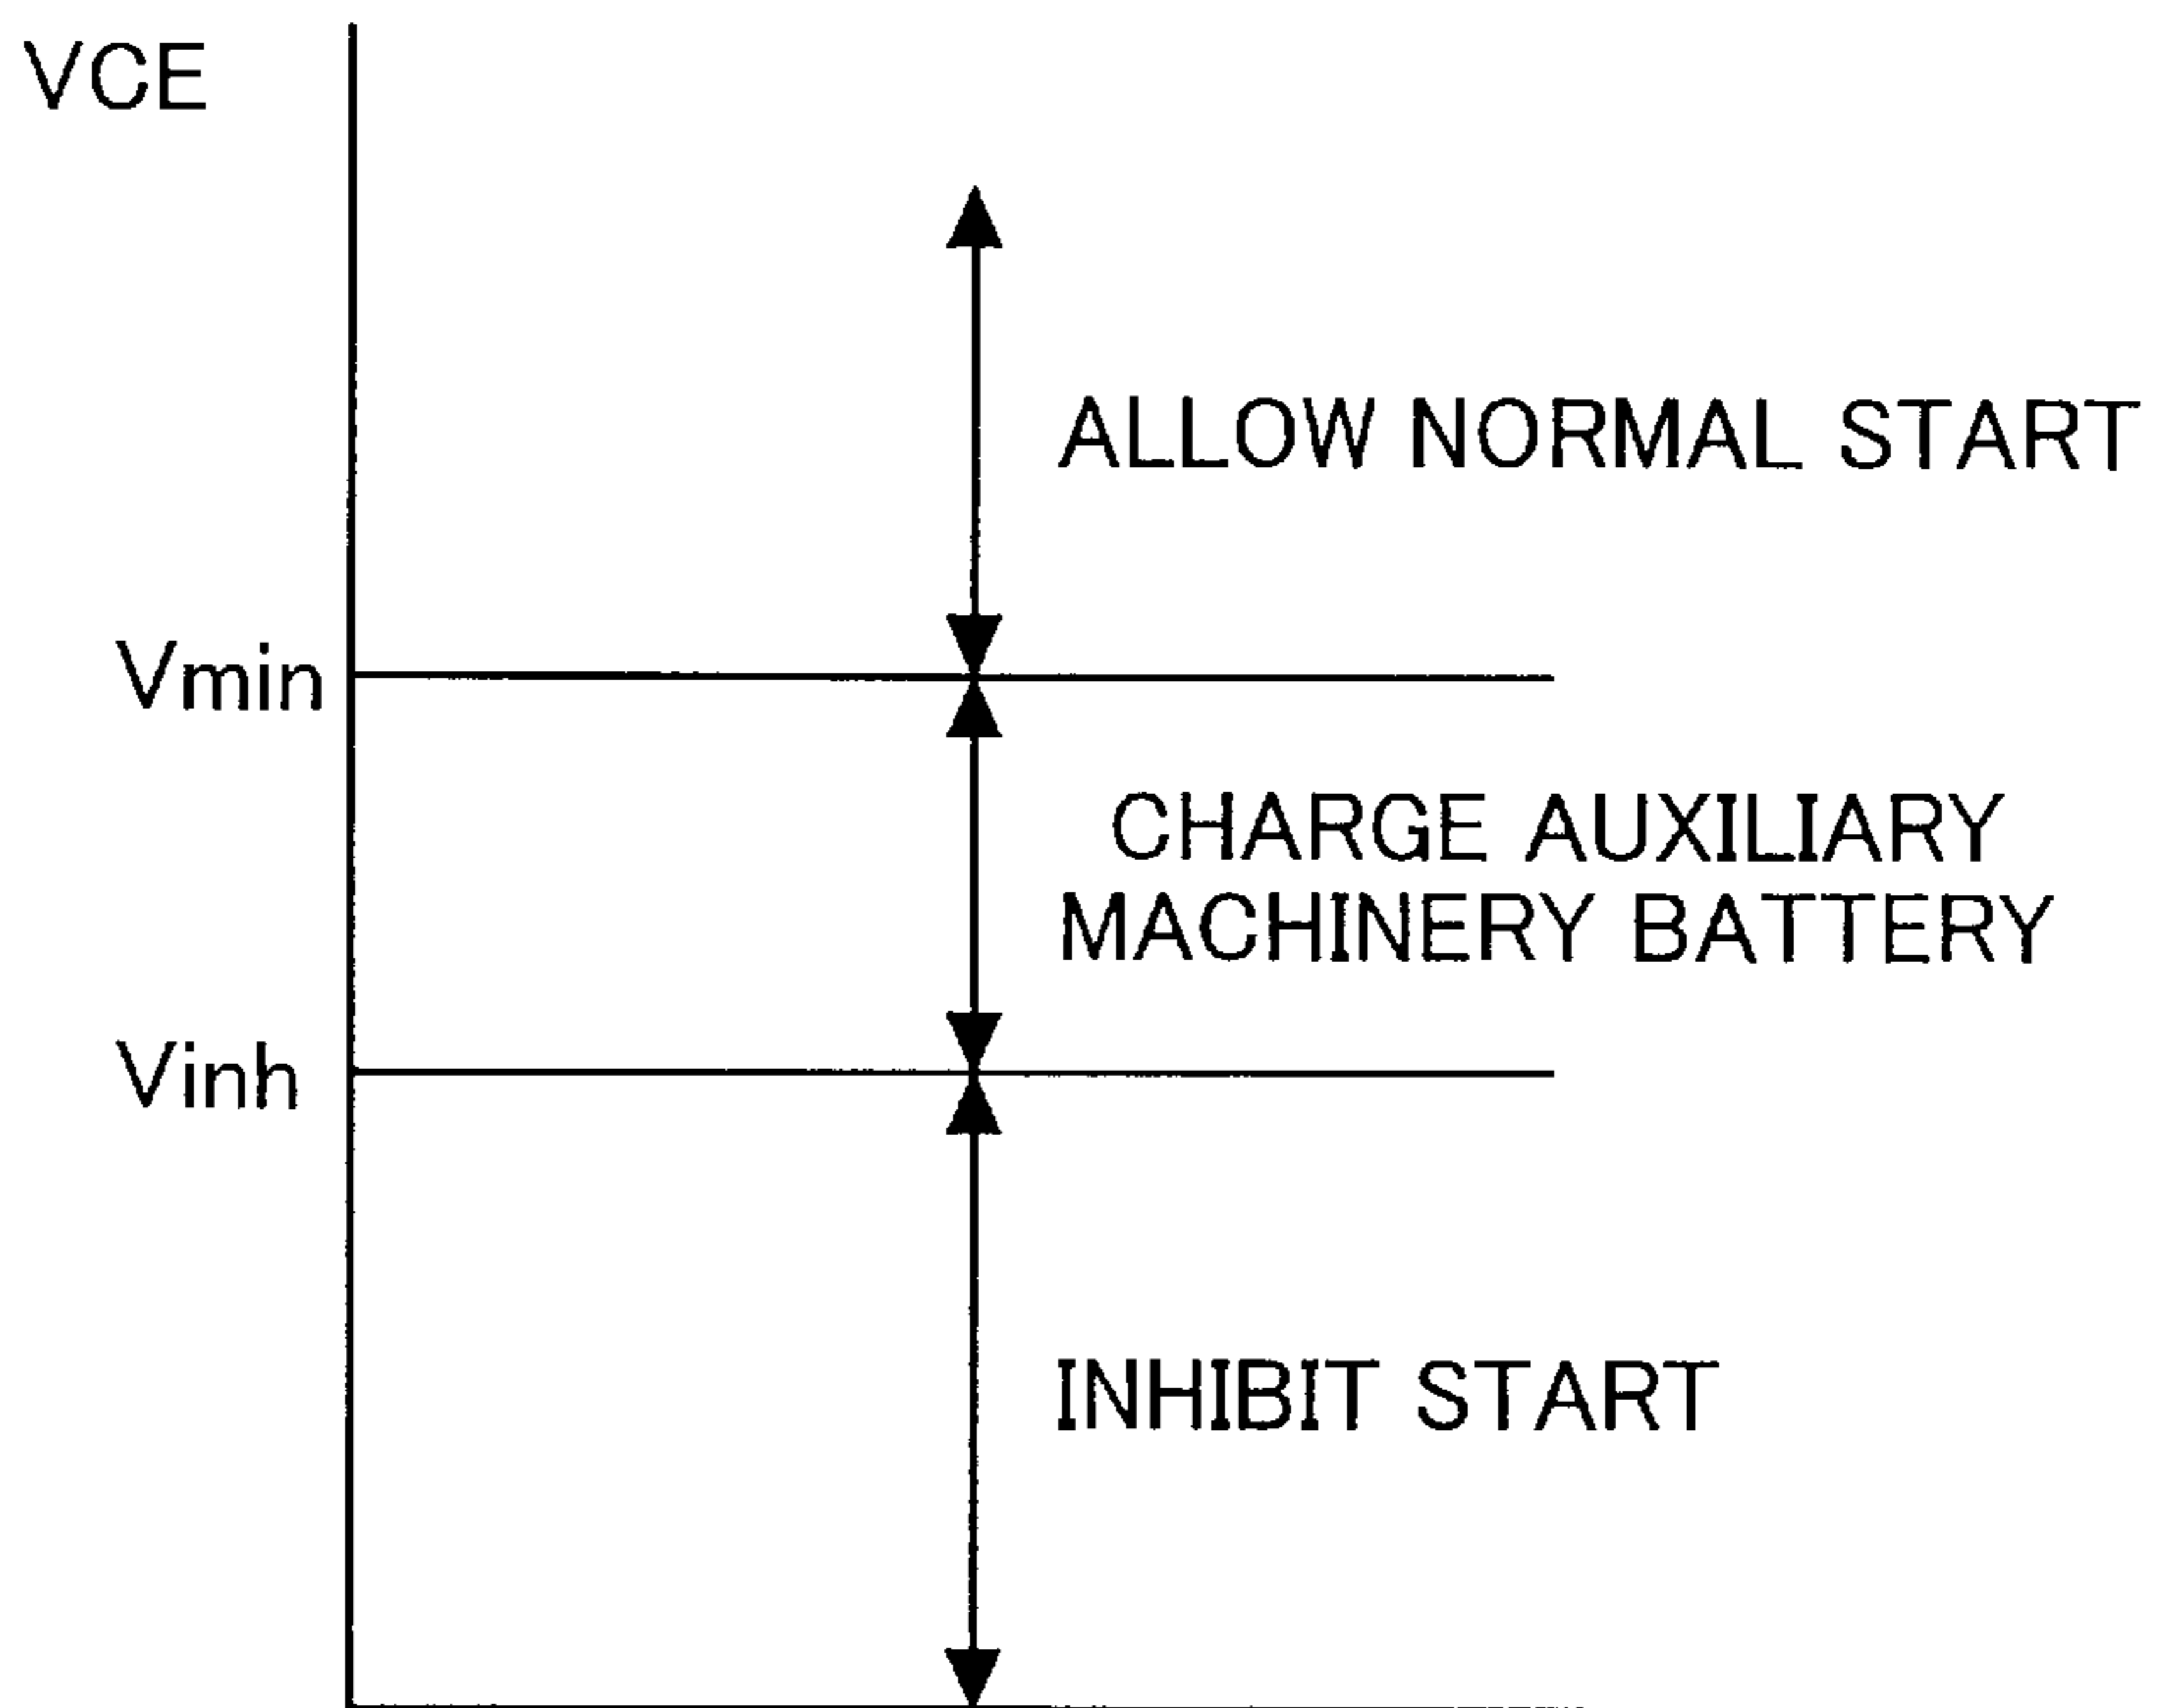 VCE
ALLOW NORMAL START
Vmin
CHARGE AUXILIARY
MACHINERY BATTERY
Vinh
INHIBIT START